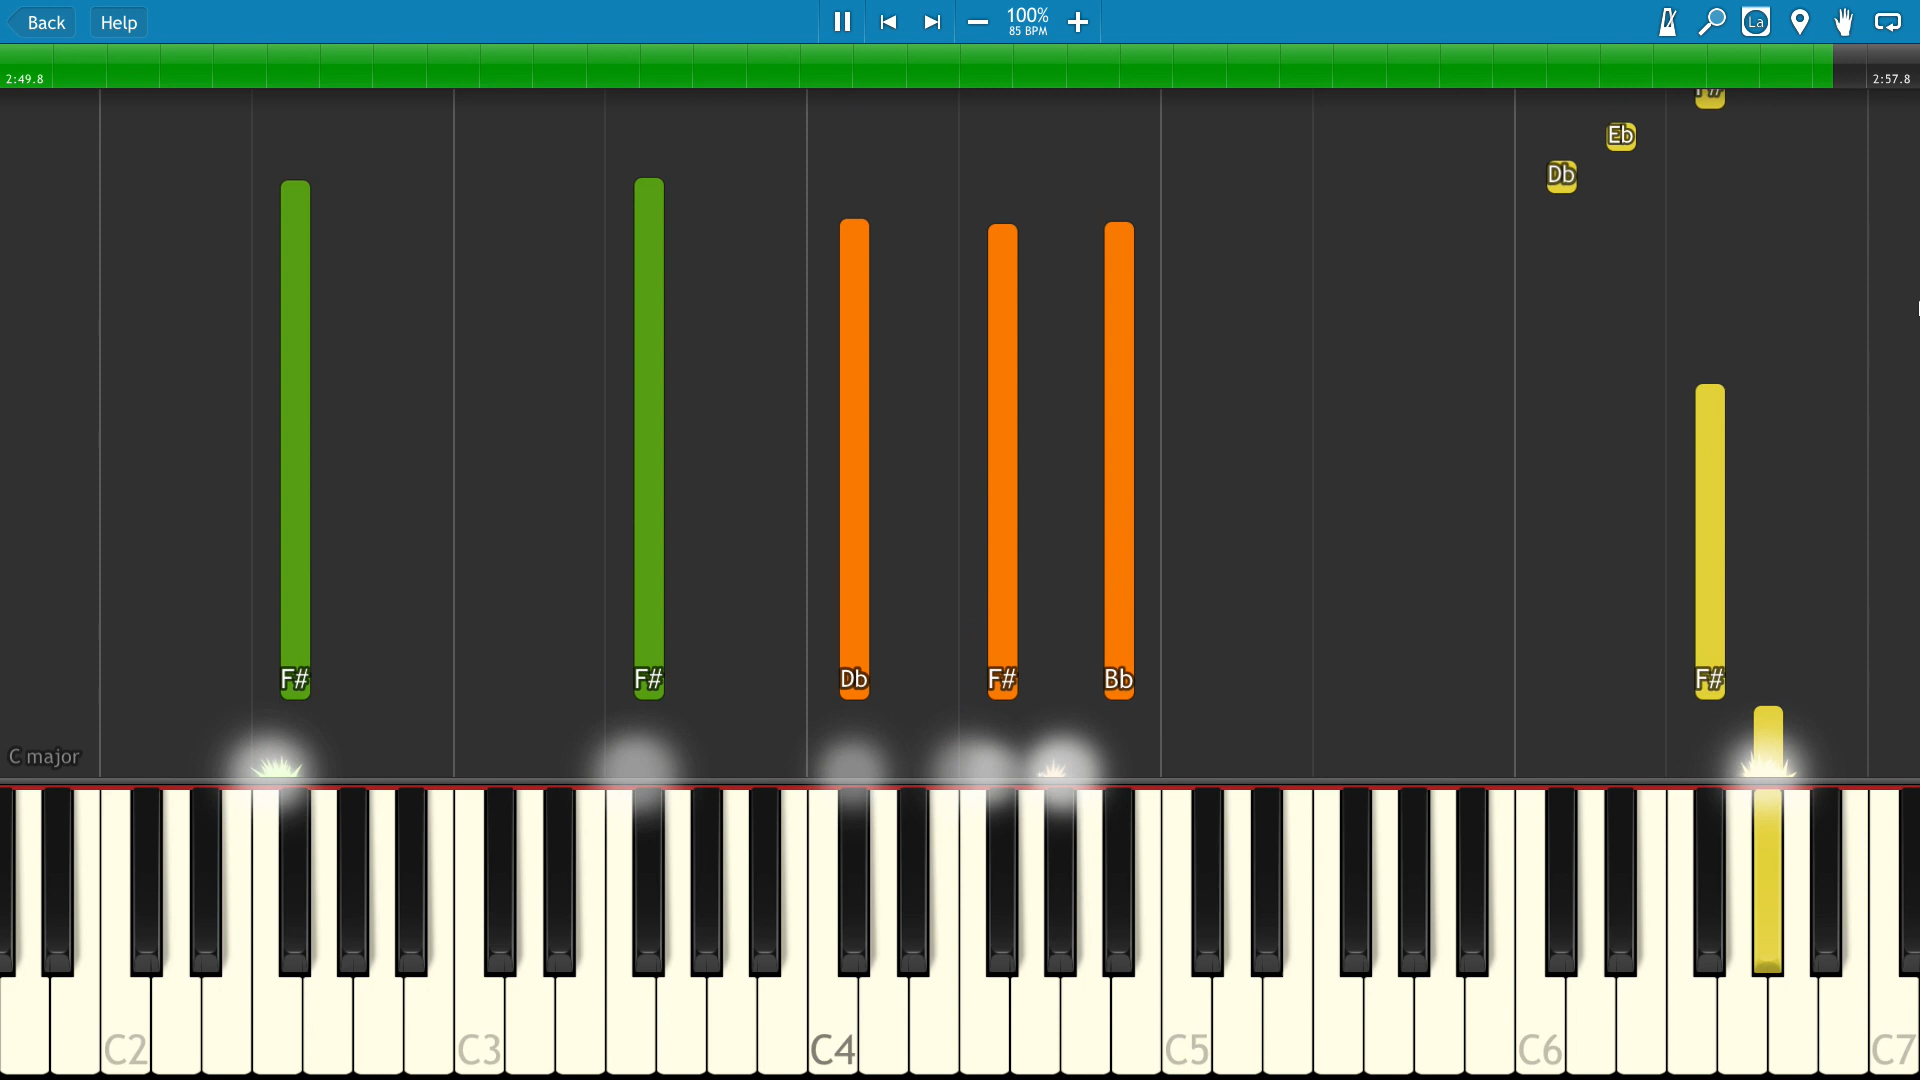 Back Help 100% La
85 BPM
2:49.8 2:57.8
F#
Eb
Db
F# F# Db F# Bb F#
C major
C2 C3 C4 C5 C6 C7